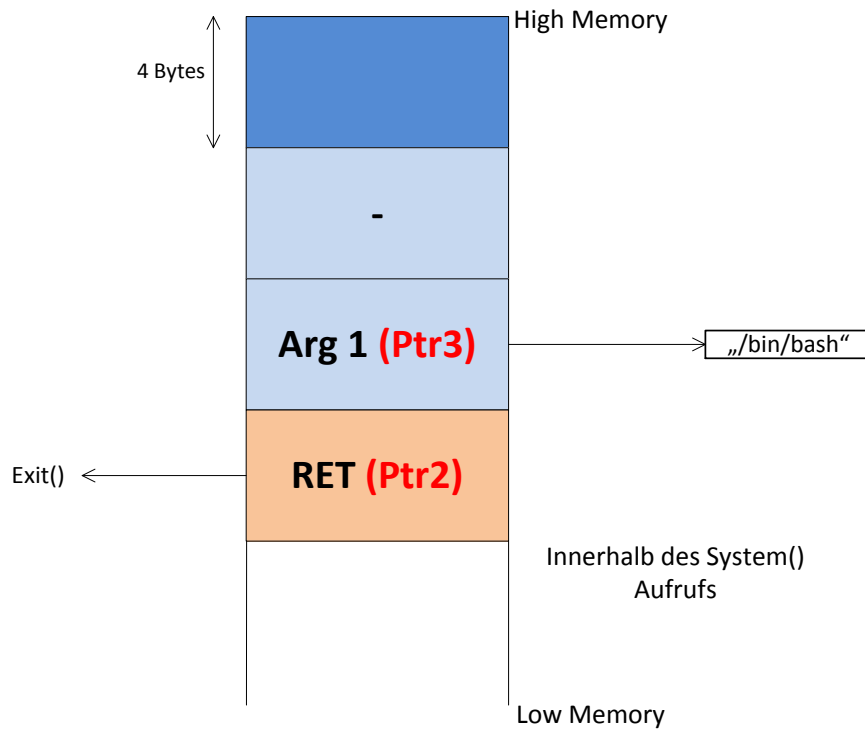 High Memory
4 Bytes
-
Arg 1 (Ptr3)
„/bin/bash“
RET (Ptr2)
Exit()
Innerhalb des System()
Aufrufs
Low Memory